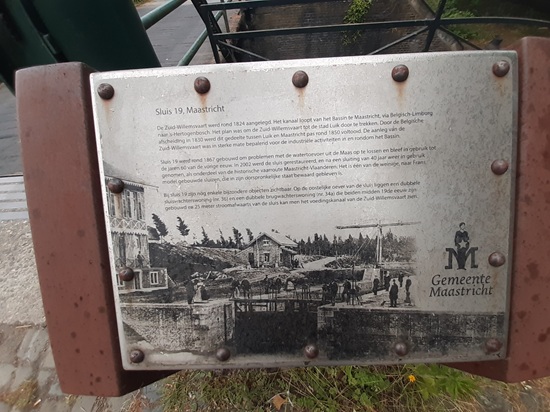 Sluis 19, Maastricht
De Zuid-Willemsvaart werd rond 1824 aangelegd. Het kanaal loopt van het Bassin te Maastricht, via Belgisch-Limburg
naar 's-Hertogenbosch. Het plan was om de Zuid-Willemsvaart tot de stad Luik door te trekken. Door de Belgische
afscheiding in 1830 werd dit gedeelte tussen Luik en Maastricht pas rond 1850 voltooid. De aanleg van de
Zuid-Willemsvaart was in sterke mate bepalend voor de industriële activiteiten in en rondom het Bassin.
Sluis 19 werd rond 1867 gebouwd om problemen met de watertoevoer uit de Maas op te lossen en bleef in gebruik tot
de jaren 60 van de vorige eeuw. In 2002 werd de sluis gerestaureerd, en na een sluiting van 40 jaar weer in gebruik
genomen, als onderdeel van de historische vaarroute Maastricht-Vlaanderen. Het is één van de weinige, naar Frans
model gebouwde sluizen, die in zijn oorspronkelijke staat bewaard gebleven is.
Bij sluis 19 zijn nog enkele bijzondere objecten zichtbaar. Op de oostelijke oever van de sluis liggen een dubbele
sluiswachterswoning (nr. 36) en een dubbele brugwachterswoning (nr. 34a) die beiden midden 19de eeuw zijn
gebouwd. 25 meter stroomafwaarts van de sluis kan men het voedingskanaal van de Zuid-Willemsvaart zien.
M
Gemeente
Maastricht